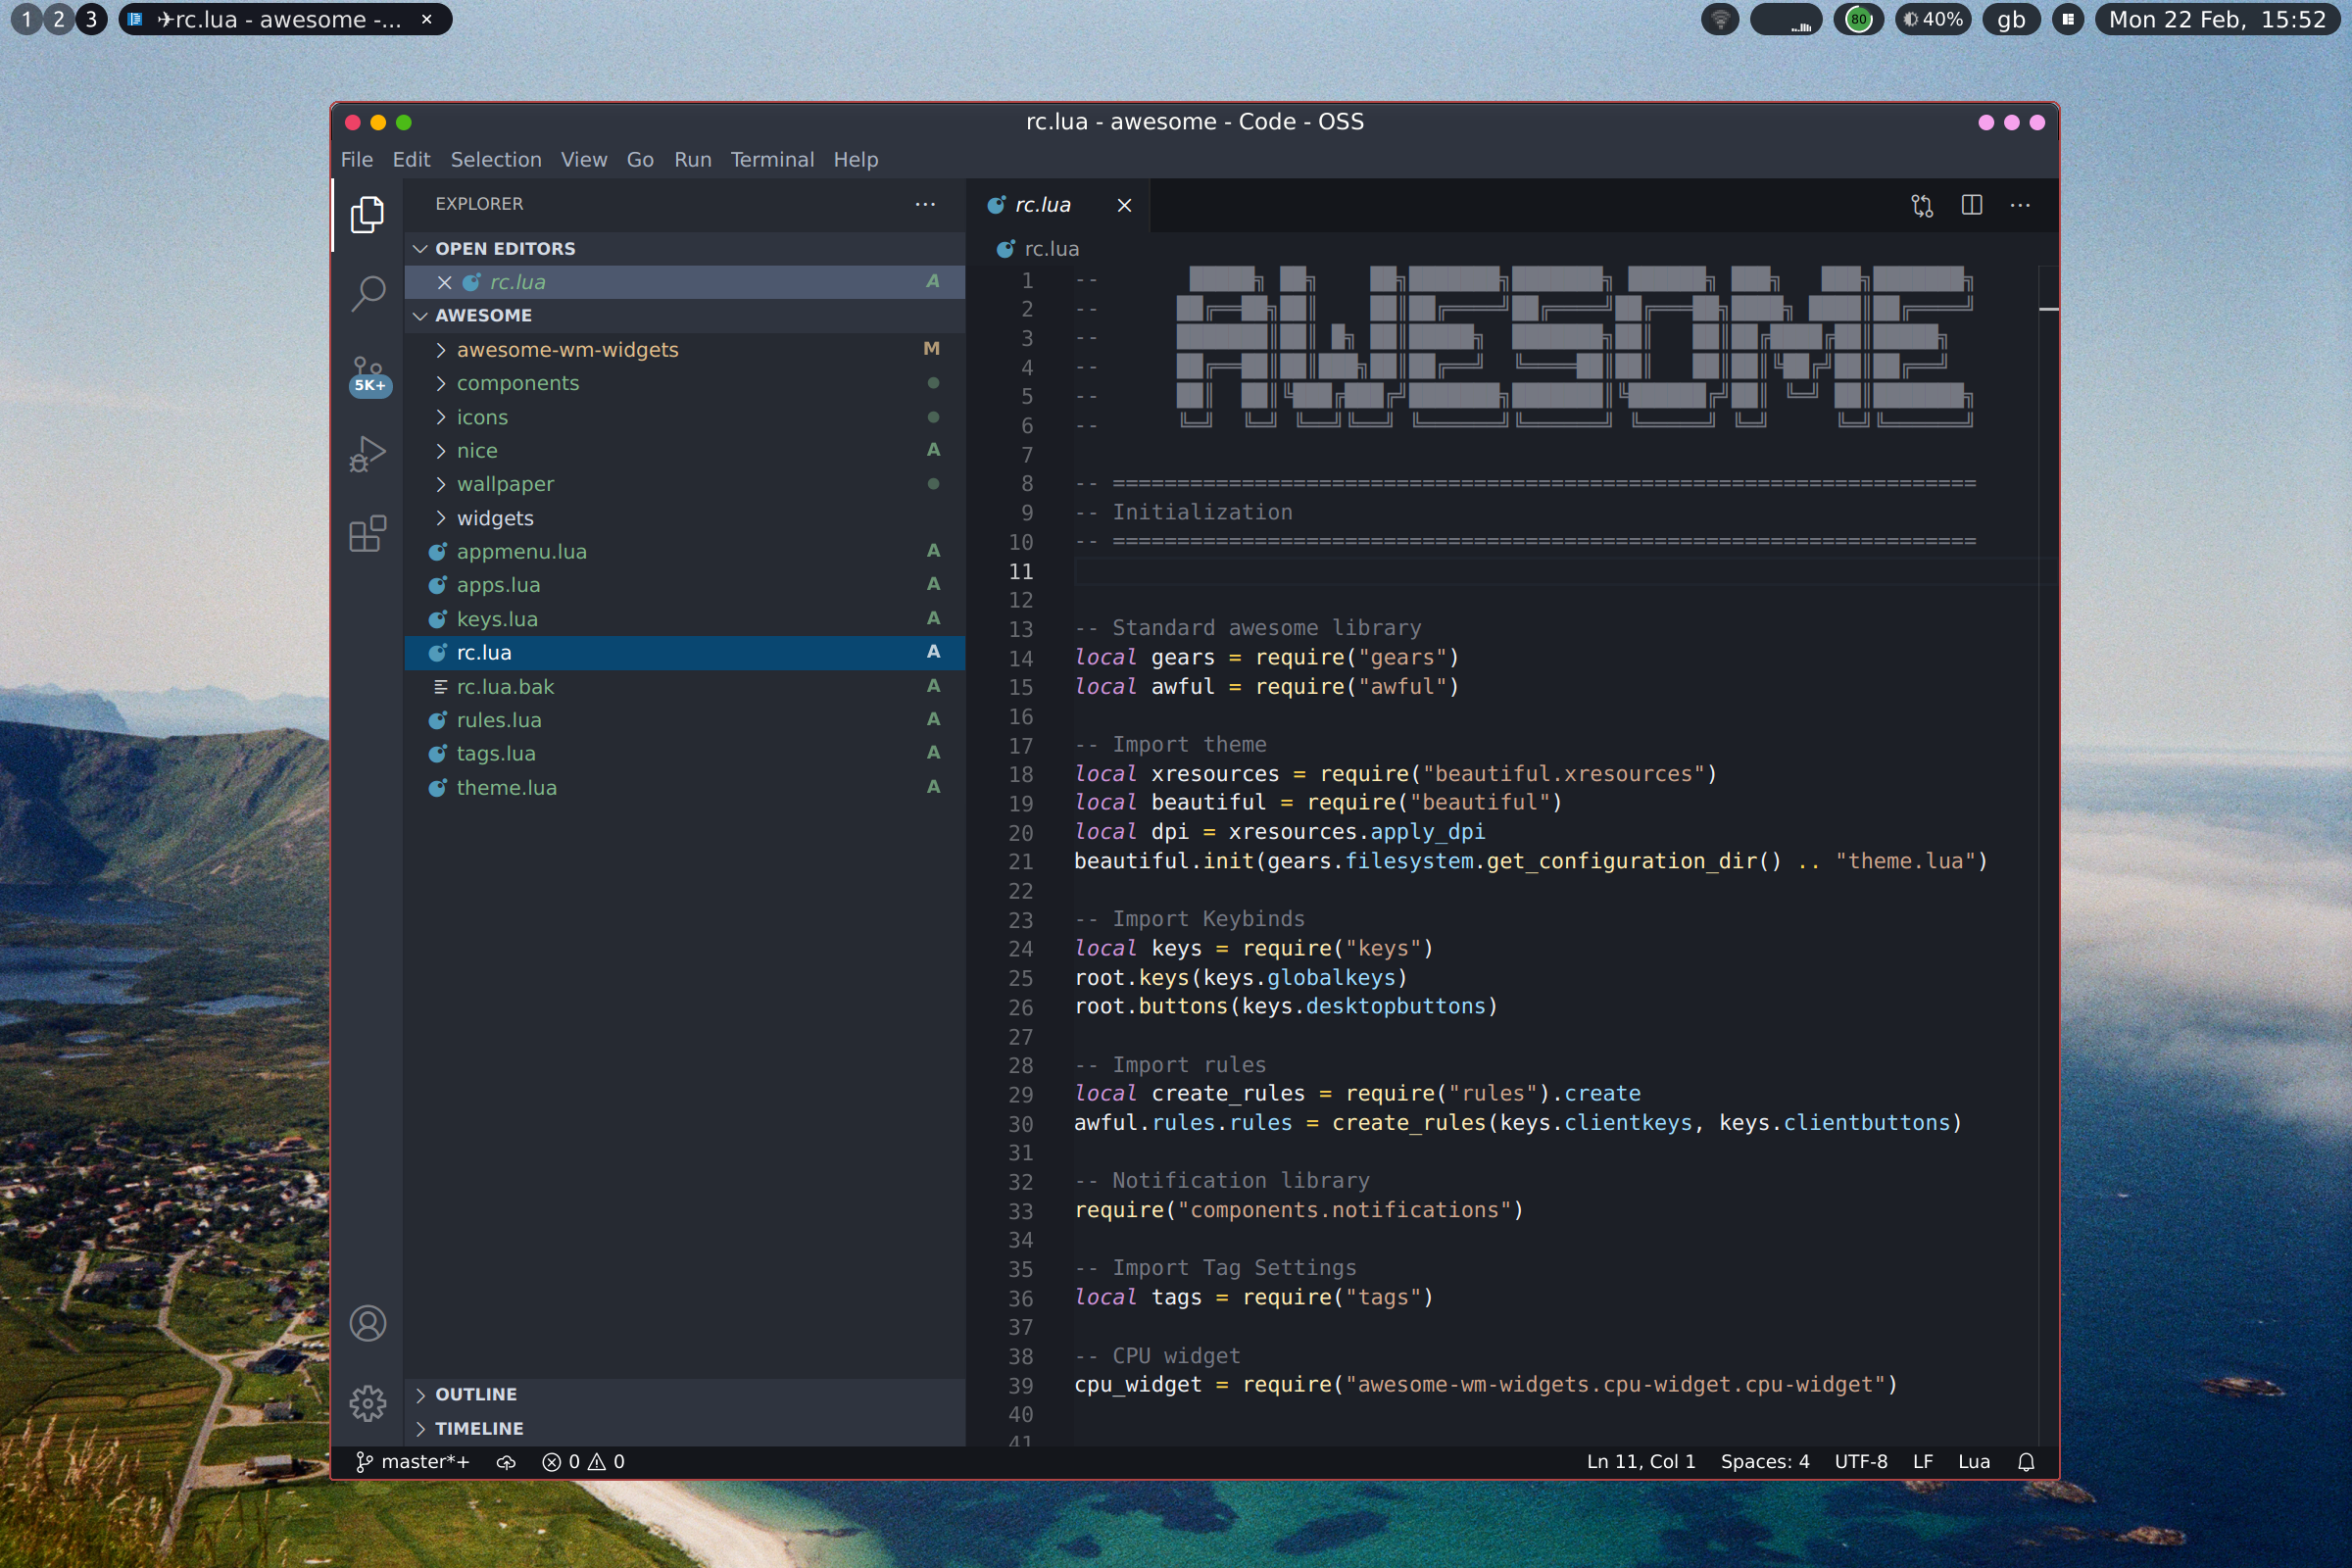 1 2 3 ✈rc.lua - awesome -... ×
80 40% gb Mon 22 Feb, 15:52
rc.lua - awesome - Code - OSS
File Edit Selection View Go Run Terminal Help
EXPLORER ...
OPEN EDITORS
rc.lua A
AWESOME
awesome-wm-widgets M
components
icons
nice A
wallpaper
widgets
appmenu.lua A
apps.lua A
keys.lua A
rc.lua A
rc.lua.bak A
rules.lua A
tags.lua A
theme.lua A
OUTLINE
TIMELINE
5K+
rc.lua
rc.lua
AWESOME
1 --
2 --
3 --
4 --
5 --
6 --
7
8 -- ===================================================================
9 -- Initialization
10 -- ===================================================================
11
12
13 -- Standard awesome library
14 local gears = require("gears")
15 local awful = require("awful")
16
17 -- Import theme
18 local xresources = require("beautiful.xresources")
19 local beautiful = require("beautiful")
20 local dpi = xresources.apply_dpi
21 beautiful.init(gears.filesystem.get_configuration_dir() .. "theme.lua")
22
23 -- Import Keybinds
24 local keys = require("keys")
25 root.keys(keys.globalkeys)
26 root.buttons(keys.desktopbuttons)
27
28 -- Import rules
29 local create_rules = require("rules").create
30 awful.rules.rules = create_rules(keys.clientkeys, keys.clientbuttons)
31
32 -- Notification library
33 require("components.notifications")
34
35 -- Import Tag Settings
36 local tags = require("tags")
37
38 -- CPU widget
39 cpu_widget = require("awesome-wm-widgets.cpu-widget.cpu-widget")
40
41
master*+ 0 0 Ln 11, Col 1 Spaces: 4 UTF-8 LF Lua